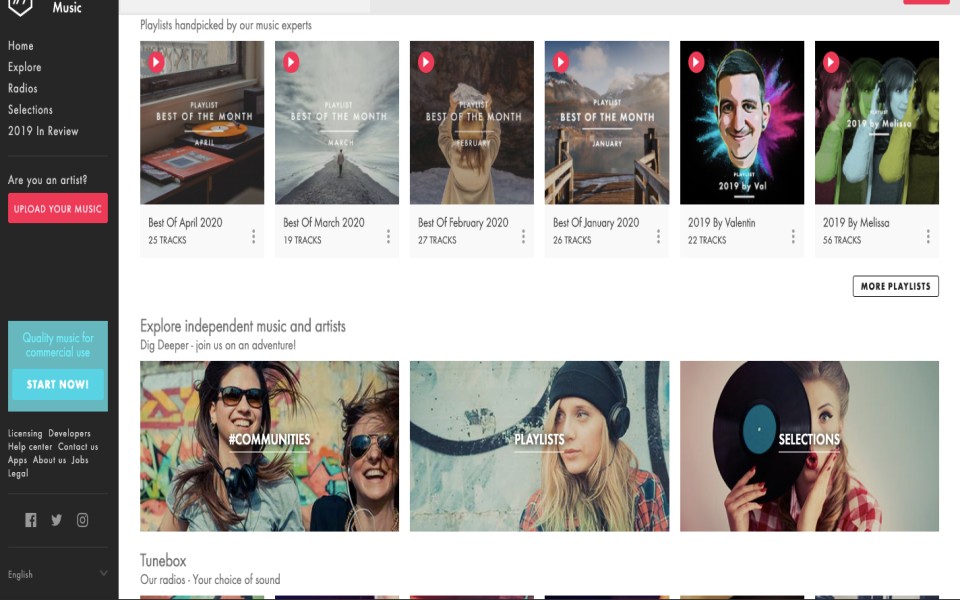 Music
Home
Explore
Radios
Selections
2019 In Review
Are you an artist?
UPLOAD YOUR MUSIC
Quality music for
commercial use
START NOW!
Licensing Developers
Help center Contact us
Apps About us Jobs
Legal
English
Playlists handpicked by our music experts
PLAYLIST
BEST OF THE MONTH
APRIL
Best Of April 2020
25 TRACKS
PLAYLIST
BEST OF THE MONTH
MARCH
Best Of March 2020
19 TRACKS
PLAYLIST
BEST OF THE MONTH
FEBRUARY
Best Of February 2020
27 TRACKS
PLAYLIST
BEST OF THE MONTH
JANUARY
Best Of January 2020
26 TRACKS
PLAYLIST
2019 by Val
2019 By Valentin
22 TRACKS
PLAYLIST
2019 by Melissa
2019 By Melissa
56 TRACKS
MORE PLAYLISTS
Explore independent music and artists
Dig Deeper - join us on an adventure!
#COMMUNITIES
PLAYLISTS
SELECTIONS
Tunebox
Our radios - Your choice of sound